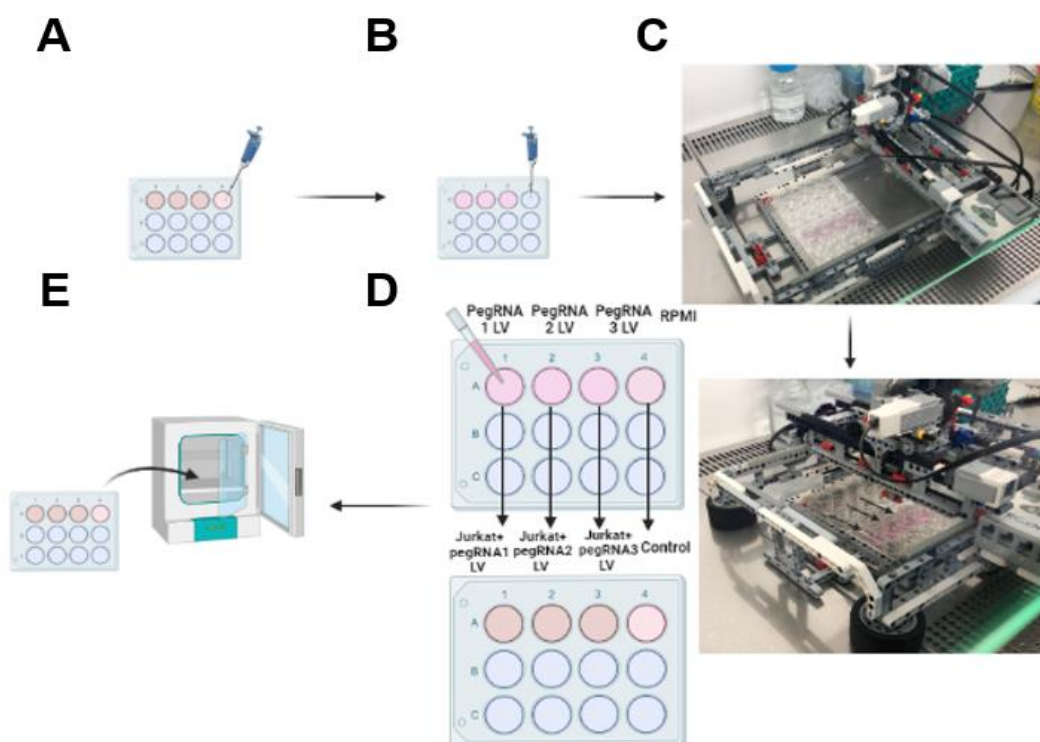 A
B
C
E
D
PegRNA PegRNA PegRNA RPMI
1 LV 2 LV 3 LV
1 2 3 4
A
B
C
Jurkat+ Jurkat+ Jurkat+ Control
pegRNA1 pegRNA2 pegRNA3
LV LV LV
1 2 3 4
A
B
C